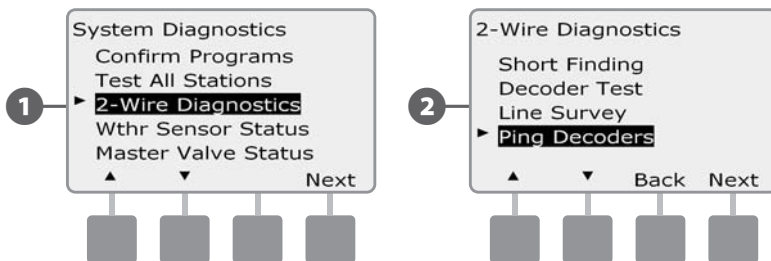 System Diagnostics
Confirm Programs
Test All Stations
1
2-Wire Diagnostics
Wthr Sensor Status
Master Valve Status
Next
2-Wire Diagnostics
Short Finding
Decoder Test
2
Line Survey
Ping Decoders
Back Next